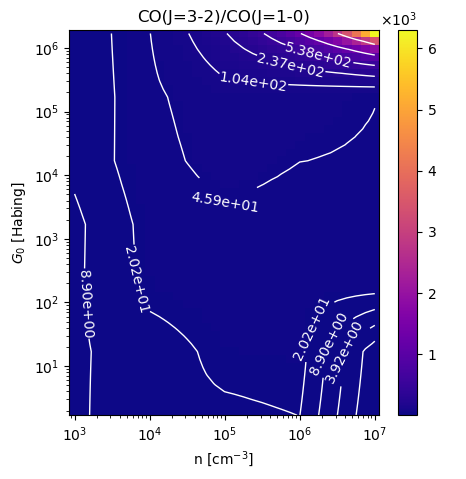 CO(J=3-2)/CO(J=1-0)
×10³
10⁶
10⁵
10⁴
10³
10²
10¹
G₀ [Habing]
5.38e+02
2.37e+02
1.04e+02
4.59e+01
2.02e+01
8.90e+00
2.02e+01
8.90e+00
3.92e+00
6
5
4
3
2
1
10³
10⁴
10⁵
10⁶
10⁷
n [cm⁻³]